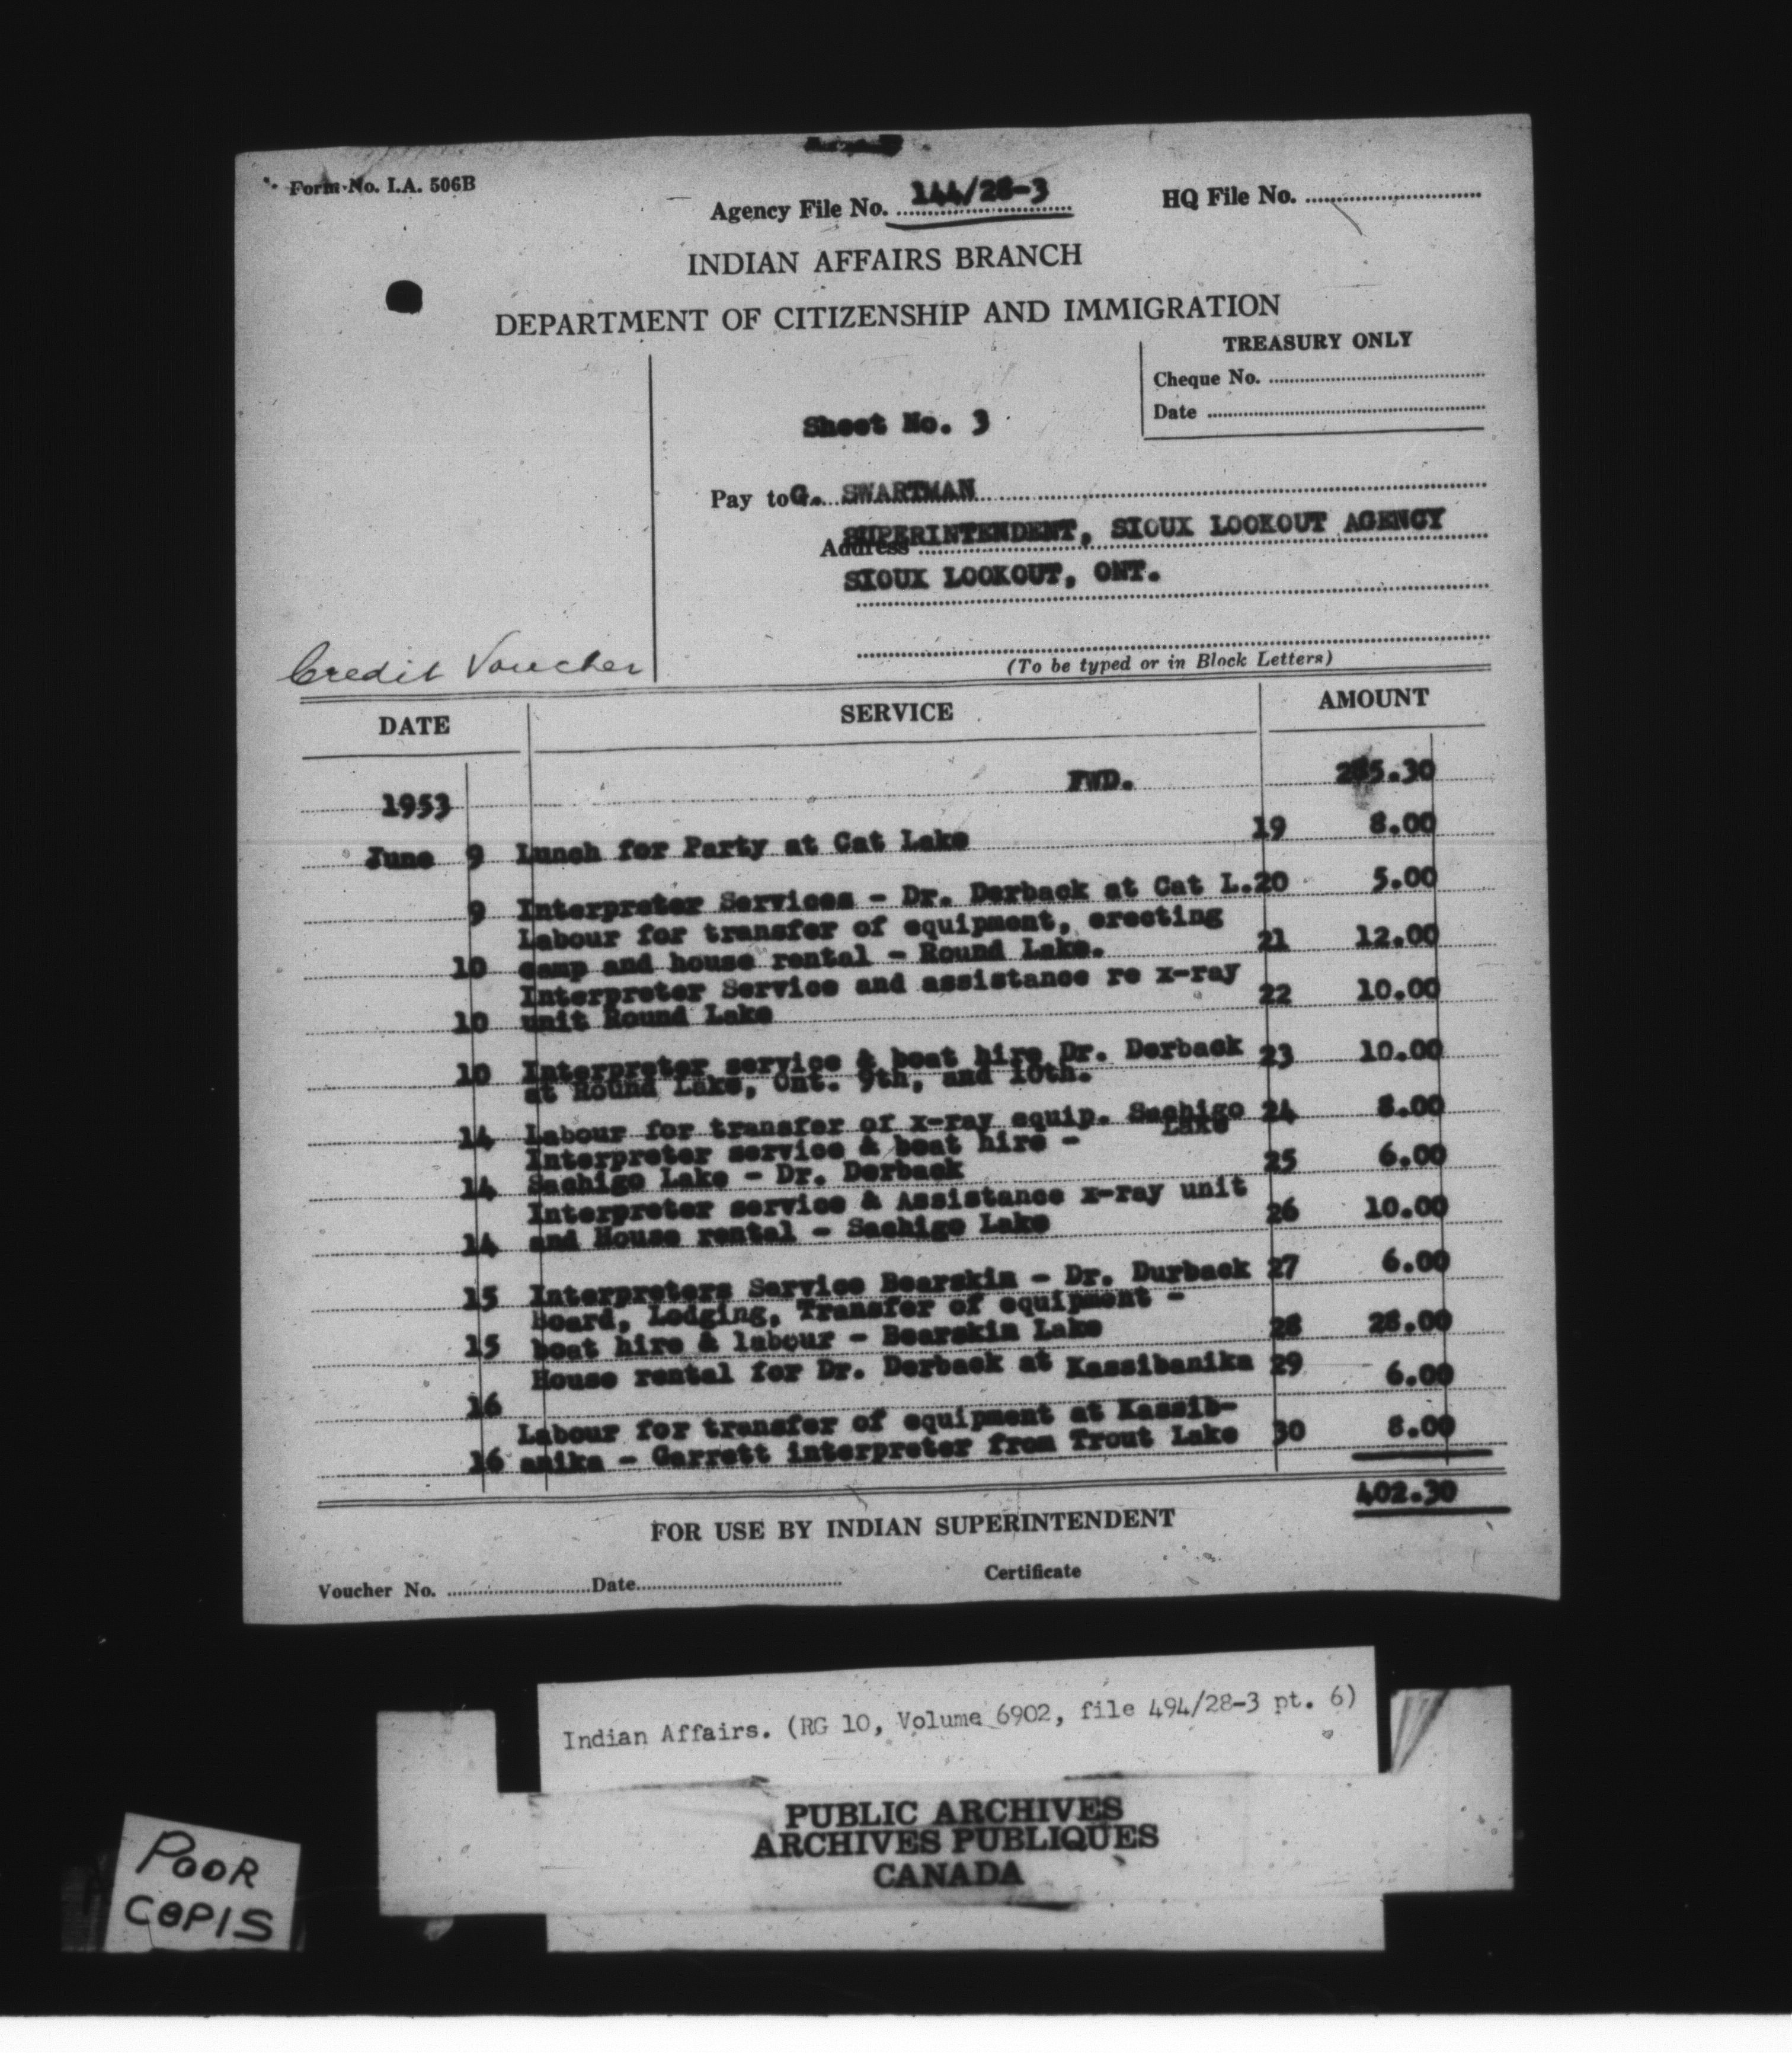 Form No. I.A. 506B
Agency File No. 144/28-3
HQ File No.
INDIAN AFFAIRS BRANCH
DEPARTMENT OF CITIZENSHIP AND IMMIGRATION
TREASURY ONLY
Cheque No.
Date
Sheet No. 3
Pay to G. SWARTMAN
Address SUPERINTENDENT, SIOUX LOOKOUT AGENCY
SIOUX LOOKOUT, ONT.
(To be typed or in Block Letters)
Credit Voucher
DATE SERVICE AMOUNT
FWD. 285.30
1953
June 9 Lunch for Party at Cat Lake 19 8.00
9 Interpreter Services - Dr. Derback at Cat L. 20 5.00
Labour for transfer of equipment, erecting
10 camp and house rental - Round Lake. 21 12.00
Interpreter Service and assistance re x-ray
10 unit Round Lake 22 10.00
10 Interpreter service & boat hire Dr. Derback 23 10.00
at Round Lake, Ont. 9th, and 10th.
14 Labour for transfer of x-ray equip. Sachigo 24 8.00
Lake
Interpreter service & boat hire -
14 Sachigo Lake - Dr. Derback 25 6.00
Interpreter service & Assistance x-ray unit
14 and House rental - Sachigo Lake 26 10.00
15 Interpreters Service Bearskin - Dr. Durback 27 6.00
Board, Lodging, Transfer of equipment -
15 boat hire & labour - Bearskin Lake 28 28.00
House rental for Dr. Derback at Kassibanika 29 6.00
16
Labour for transfer of equipment at Kassib-
16 anika - Garrett interpreter from Trout Lake 30 8.00
402.30
FOR USE BY INDIAN SUPERINTENDENT
Voucher No. Date Certificate
Indian Affairs. (RG 10, Volume 6902, file 494/28-3 pt. 6)
PUBLIC ARCHIVES
ARCHIVES PUBLIQUES
CANADA
POOR
COPIS